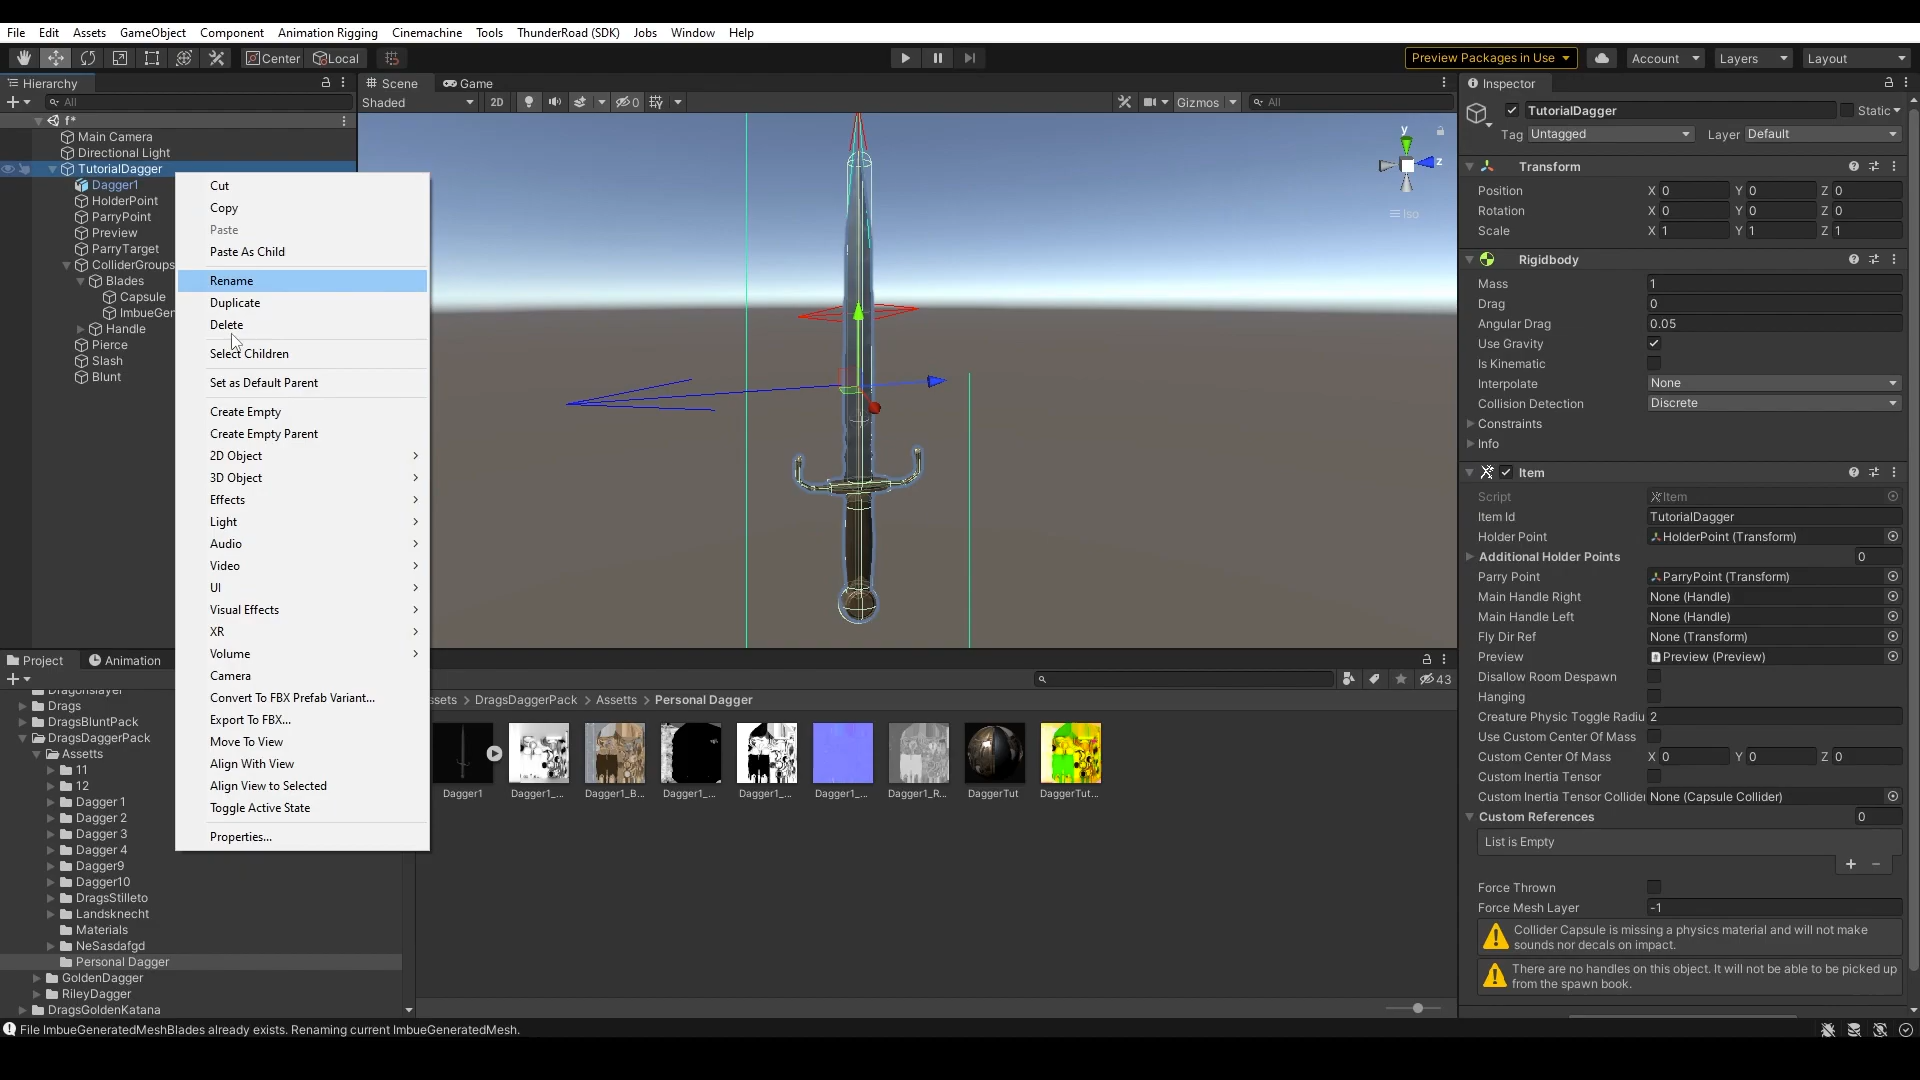 File Edit Assets GameObject Component Animation Rigging Cinemachine Tools ThunderRoad (SDK) Jobs Window Help
Center Local Preview Packages in Use Account Layers Layout
Hierarchy
All
f*
Main Camera
Directional Light
TutorialDagger
Dagger1
HolderPoint
ParryPoint
Preview
ParryTarget
ColliderGroups
Blades
Capsule
ImbueGen
Handle
Pierce
Slash
Blunt
Cut
Copy
Paste
Paste As Child
Rename
Duplicate
Delete
Select Children
Set as Default Parent
Create Empty
Create Empty Parent
2D Object
3D Object
Effects
Light
Audio
Video
UI
Visual Effects
XR
Volume
Camera
Convert To FBX Prefab Variant...
Export To FBX...
Move To View
Align With View
Align View to Selected
Toggle Active State
Properties...
Scene Game
Shaded 2D 0 Gizmos All
y
z
Iso
Inspector
TutorialDagger Static
Tag Untagged Layer Default
Transform
Position X 0 Y 0 Z 0
Rotation X 0 Y 0 Z 0
Scale X 1 Y 1 Z 1
Rigidbody
Mass 1
Drag 0
Angular Drag 0.05
Use Gravity
Is Kinematic
Interpolate None
Collision Detection Discrete
Constraints
Info
Item
Script Item
Item Id TutorialDagger
Holder Point HolderPoint (Transform)
Additional Holder Points 0
Parry Point ParryPoint (Transform)
Main Handle Right None (Handle)
Main Handle Left None (Handle)
Fly Dir Ref None (Transform)
Preview Preview (Preview)
Disallow Room Despawn
Hanging
Creature Physic Toggle Radiu 2
Use Custom Center Of Mass
Custom Center Of Mass X 0 Y 0 Z 0
Custom Inertia Tensor
Custom Inertia Tensor Collider None (Capsule Collider)
Custom References 0
List is Empty
Force Thrown
Force Mesh Layer -1
Collider Capsule is missing a physics material and will not make
sounds nor decals on impact.
There are no handles on this object. It will not be able to be picked up
from the spawn book.
Project Animation
43
Dragonslayer
Drags
DragsBluntPack
DragsDaggerPack
Assetts
11
12
Dagger 1
Dagger 2
Dagger 3
Dagger 4
Dagger9
Dagger10
DragsStilleto
Landsknecht
Materials
NeSasdafgd
Personal Dagger
GoldenDagger
RileyDagger
DragsGoldenKatana
ssets > DragsDaggerPack > Assetts > Personal Dagger
Dagger1 Dagger1_... Dagger1_B... Dagger1_... Dagger1_... Dagger1_... Dagger1_R... DaggerTut DaggerTut...
File ImbueGeneratedMeshBlades already exists. Renaming current ImbueGeneratedMesh.